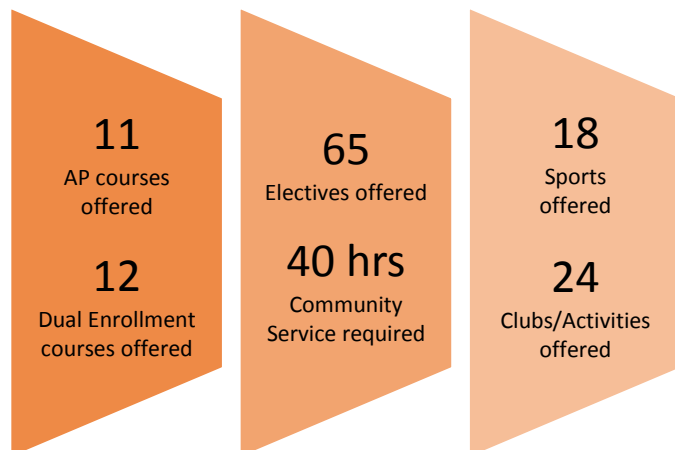 11
AP courses
offered
12
Dual Enrollment
courses offered
65
Electives offered
40 hrs
Community
Service required
18
Sports
offered
24
Clubs/Activities
offered